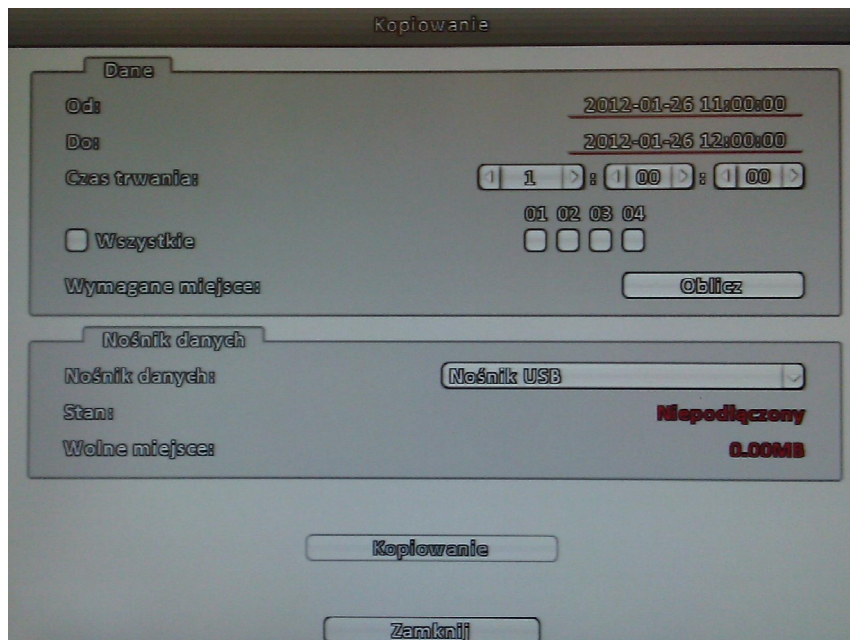 Kopiowanie
Dane
Od: 2012-01-26 11:00:00
Do: 2012-01-26 12:00:00
Czas trwania: 1 : 00 : 00
01 02 03 04
Wszystkie
Wymagane miejsce: Oblicz
Nośnik danych
Nośnik danych: Nośnik USB
Stan: Niepodłączony
Wolne miejsce: 0.00MB
Kopiowanie
Zamknij